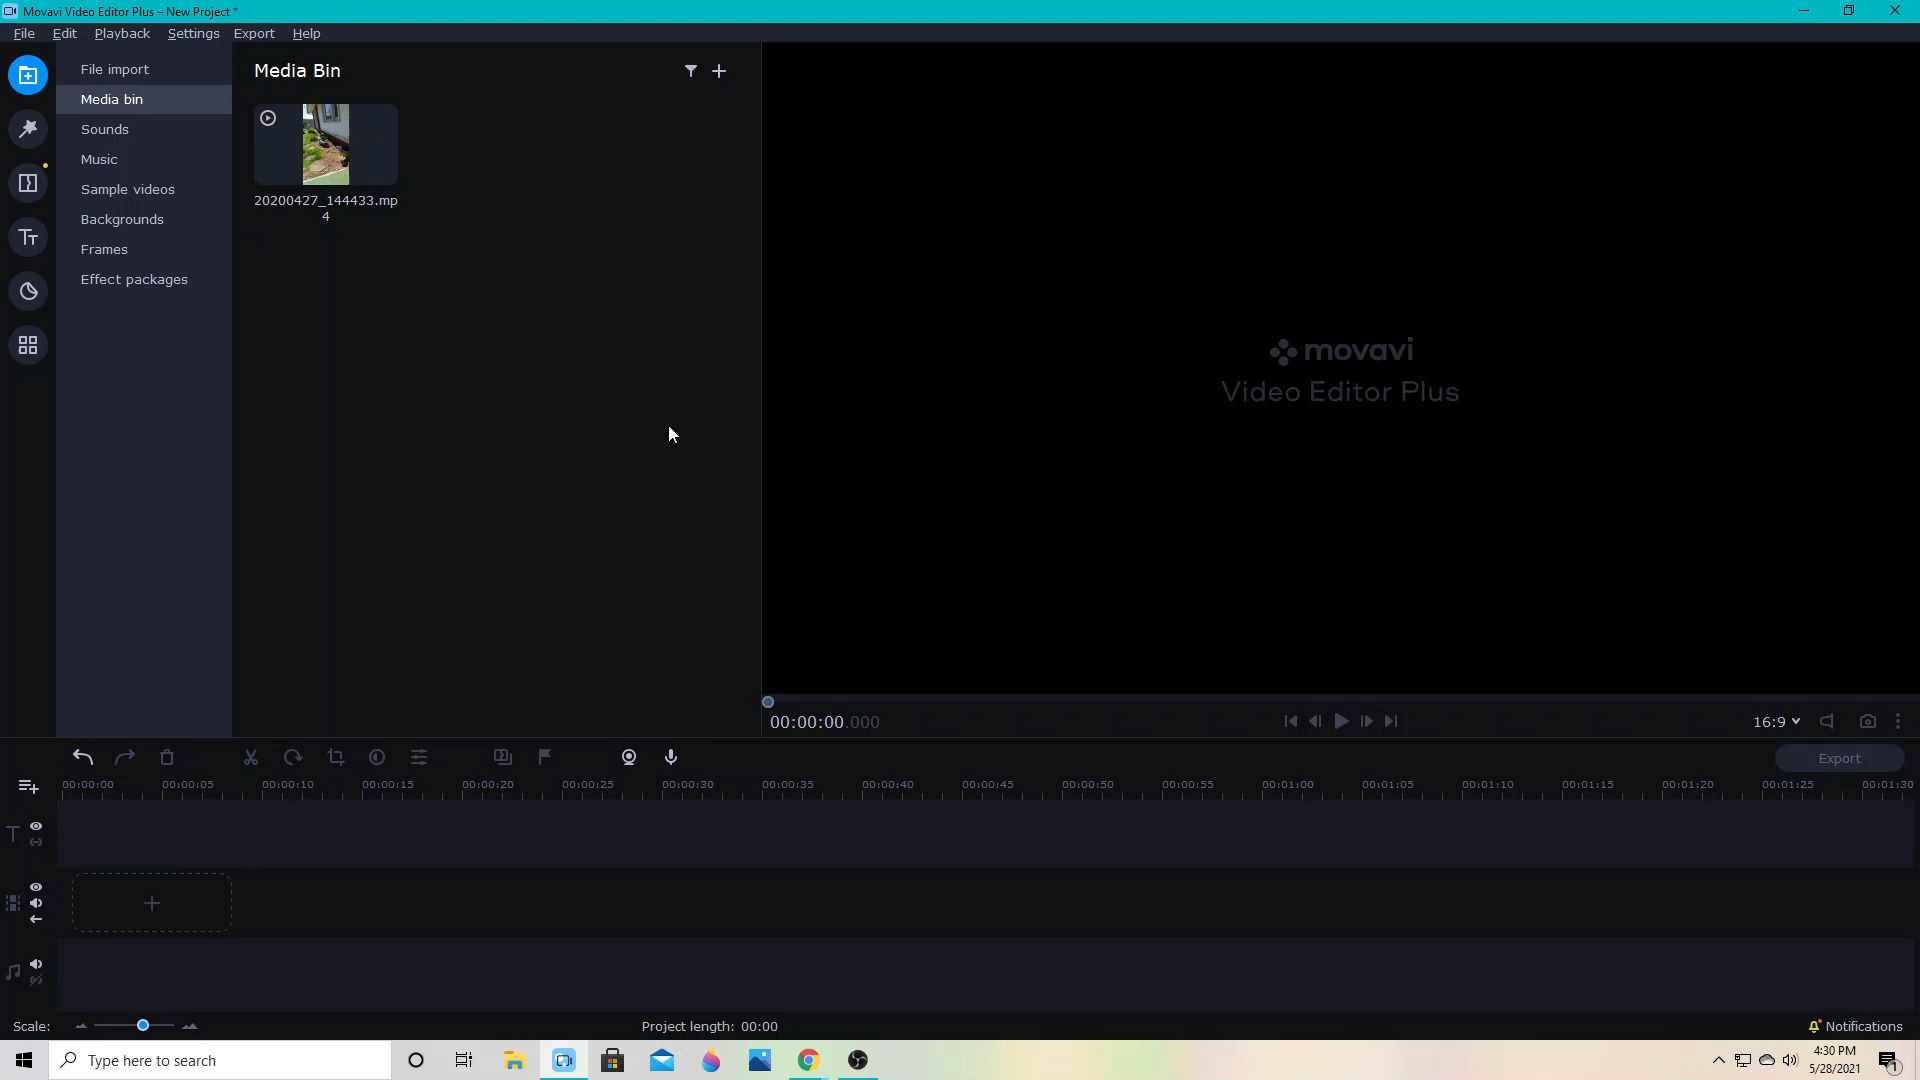 Movavi Video Editor Plus – New Project *
File Edit Playback Settings Export Help
File import
Media bin
Sounds
Music
Sample videos
Backgrounds
Frames
Effect packages
Media Bin
20200427_144433.mp
4
movavi
Video Editor Plus
00:00:00.000
16:9
Export
00:00:00 00:00:05 00:00:10 00:00:15 00:00:20 00:00:25 00:00:30 00:00:35 00:00:40 00:00:45 00:00:50 00:00:55 00:01:00 00:01:05 00:01:10 00:01:15 00:01:20 00:01:25 00:01:30
Scale:
Project length: 00:00
Notifications
Type here to search
4:30 PM
5/28/2021
1